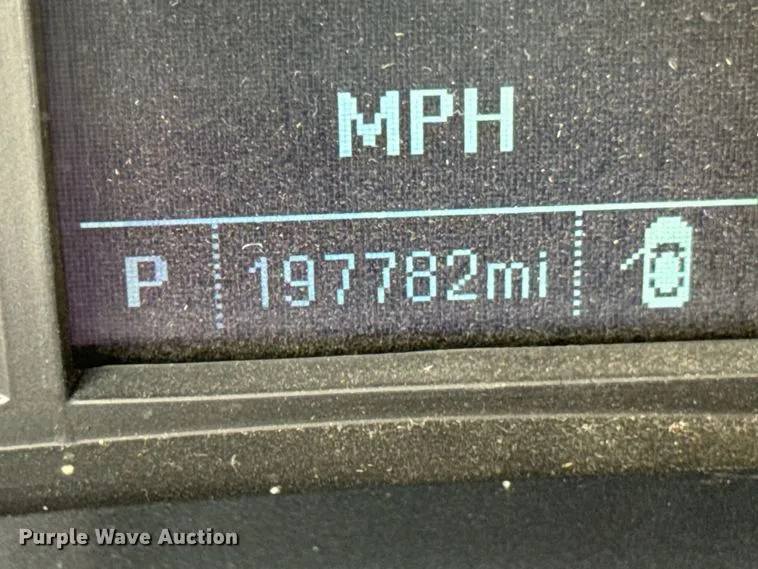 MPH
P 197782mi
Purple Wave Auction